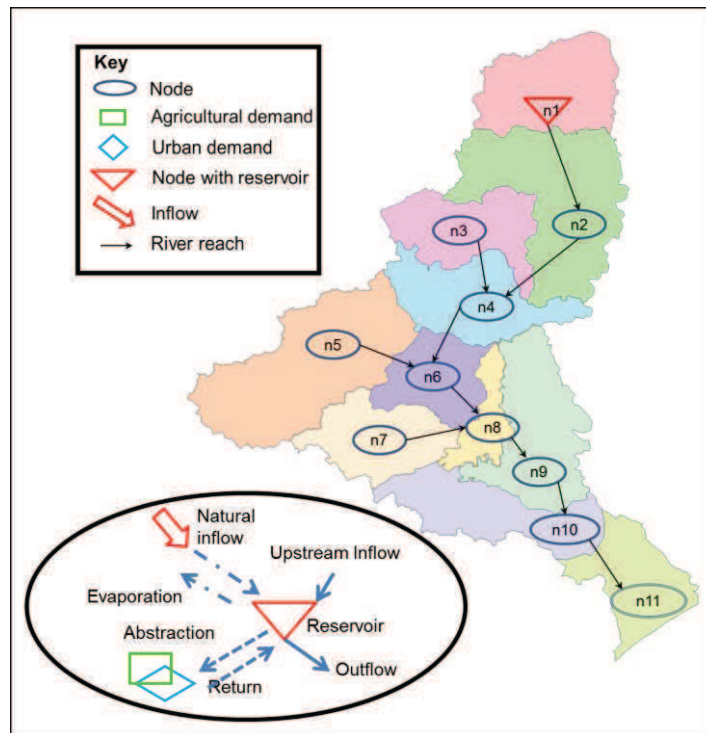 Key
Node
Agricultural demand
Urban demand
Node with reservoir
Inflow
River reach
n1
n2
n3
n4
n5
n6
n7
n8
n9
n10
n11
Natural
inflow
Upstream Inflow
Evaporation
Reservoir
Abstraction
Outflow
Return